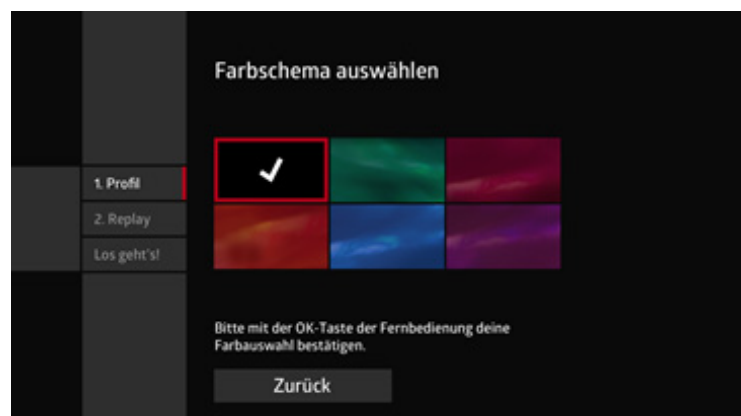 Farbschema auswählen
1. Profil
2. Replay
Los geht's!
Bitte mit der OK-Taste der Fernbedienung deine
Farbauswahl bestätigen.
Zurück